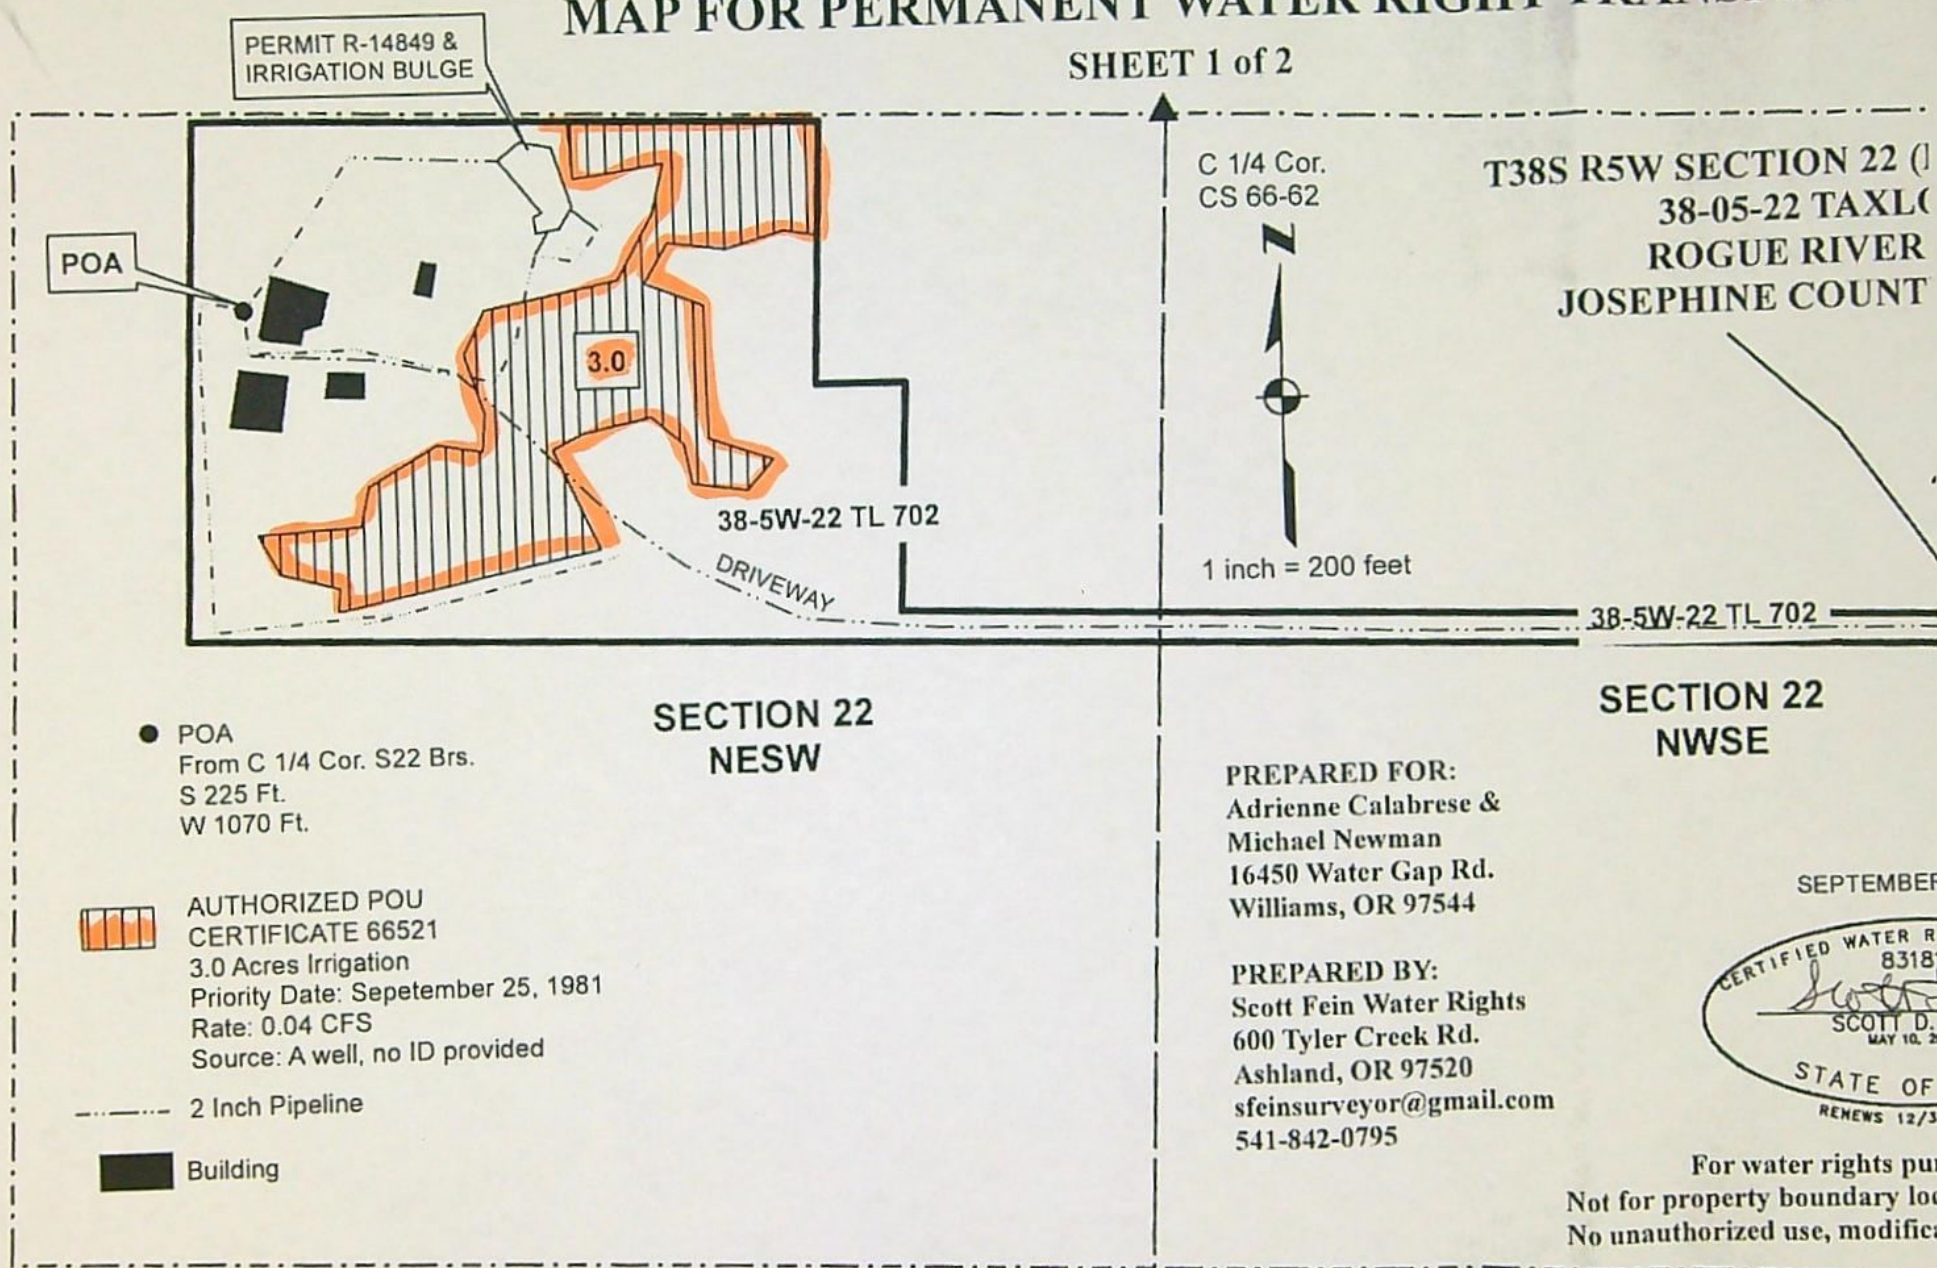 MAP FOR PERMANENT WATER RIGHT
SHEET 1 of 2
PERMIT R-14849 &
IRRIGATION BULGE
POA
3.0
38-5W-22 TL 702
DRIVEWAY
C 1/4 Cor.
CS 66-62
N
1 inch = 200 feet
T38S R5W SECTION 22
38-05-22
ROGUE RIVER
JOSEPHINE
38-5W-22 TL 702
SECTION 22
NESW
SECTION 22
NWSE
POA
From C 1/4 Cor. S22 Brs.
S 225 Ft.
W 1070 Ft.
AUTHORIZED POU
CERTIFICATE 66521
3.0 Acres Irrigation
Priority Date: Sepetember 25, 1981
Rate: 0.04 CFS
Source: A well, no ID provided
2 Inch Pipeline
Building
PREPARED FOR:
Adrienne Calabrese &
Michael Newman
16450 Water Gap Rd.
Williams, OR 97544
PREPARED BY:
Scott Fein Water Rights
600 Tyler Creek Rd.
Ashland, OR 97520
sfeinsurveyor@gmail.com
541-842-0795
SEPTEMBER
CERTIFIED WATER
8318
SCOTT D.
MAY 10,
STATE OF
RENEWS
For water rights
Not for property boundary
No unauthorized use,